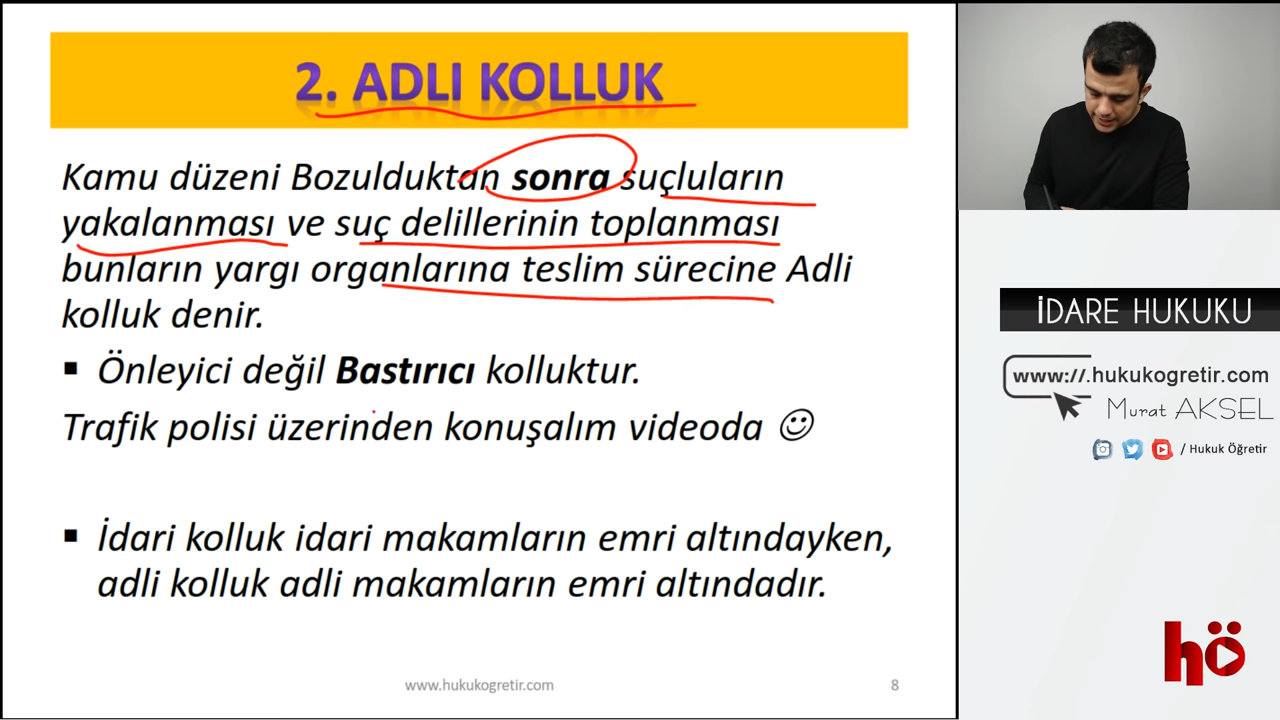 2. ADLI KOLLUK
Kamu düzeni Bozulduktan sonra suçluların
yakalanması ve suç delillerinin toplanması
bunların yargı organlarına teslim sürecine Adli
kolluk denir.
▪ Önleyici değil Bastırıcı kolluktur.
Trafik polisi üzerinden konuşalım videoda ☺
▪ İdari kolluk idari makamların emri altındayken,
adli kolluk adli makamların emri altındadır.
www.hukukogretir.com
8
İDARE HUKUKU
www://.hukukogretir.com
Murat AKSEL
/ Hukuk Öğretir
hö